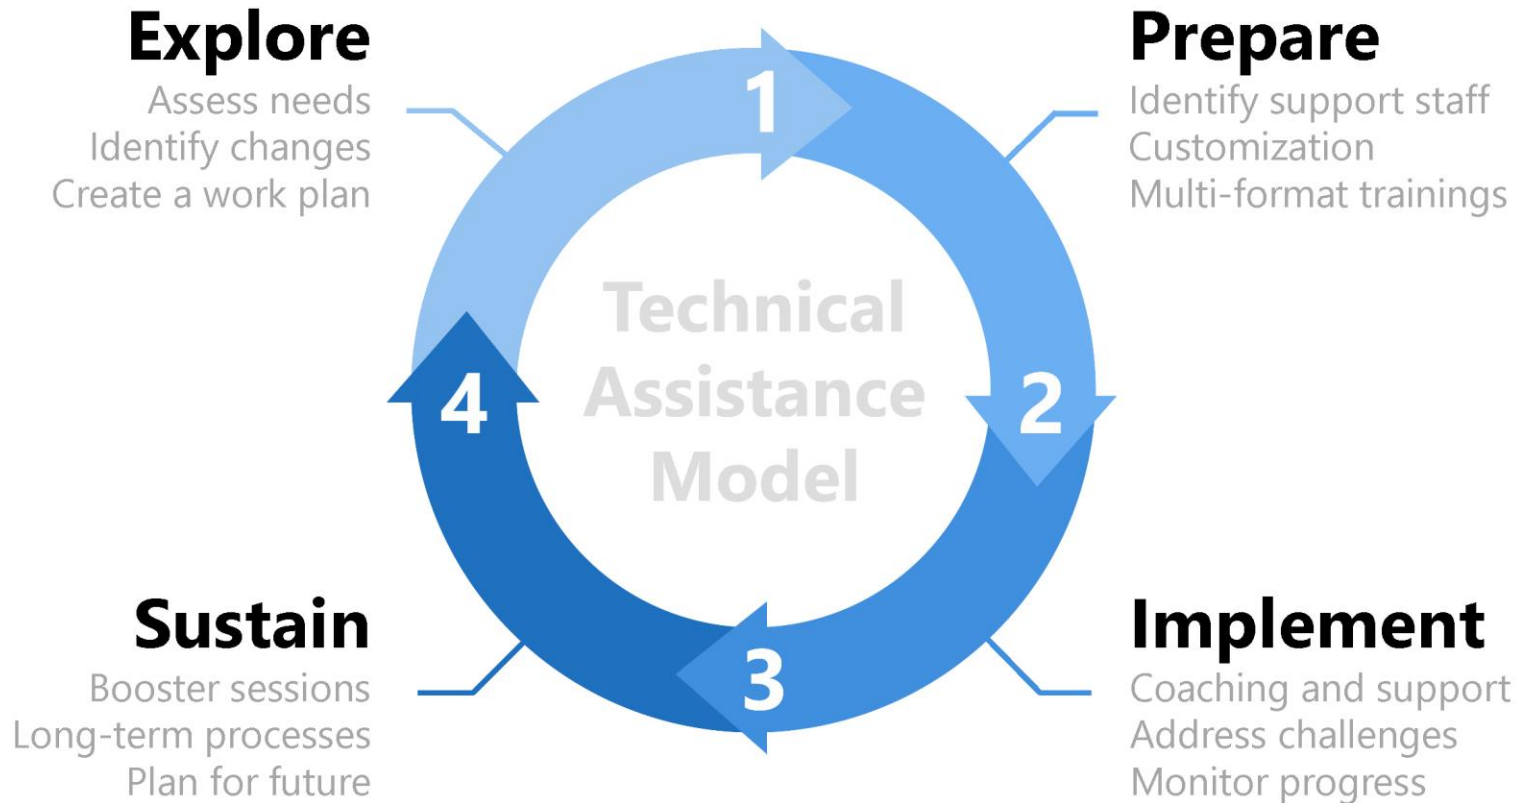 Explore
Assess needs
Identify changes
Create a work plan
1
Prepare
Identify support staff
Customization
Multi-format trainings
Technical
Assistance
Model
4
2
Sustain
Booster sessions
Long-term processes
Plan for future
3
Implement
Coaching and support
Address challenges
Monitor progress